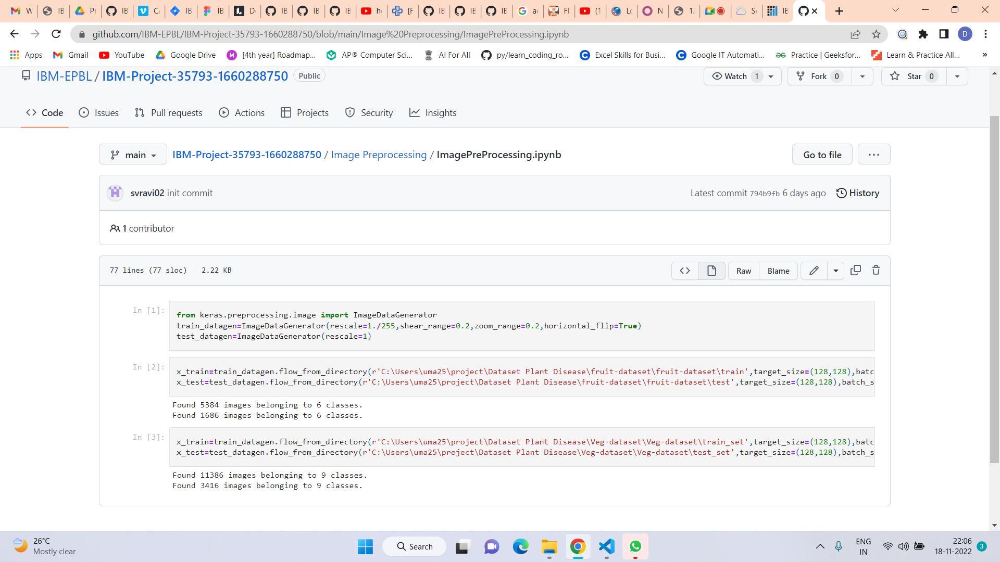 W
IB
Pr
IB
CA
IB
IB
D
IB
IB
IB
ho
[F
IB
IB
IB
ac
Fl
(1
Lo
N
12
Se
IB
github.com/IBM-EPBL/IBM-Project-35793-1660288750/blob/main/Image%20Preprocessing/ImagePreProcessing.ipynb
D
Apps
Gmail
YouTube
Google Drive
M [4th year] Roadmap...
AP® Computer Sci...
AI For All
py/learn_coding_ro...
C Excel Skills for Busi...
C Google IT Automati...
Practice | Geeksfor...
Learn & Practice All...
»
IBM-EPBL / IBM-Project-35793-1660288750 Public
Watch 1
Fork 0
Star 0
Code
Issues
Pull requests
Actions
Projects
Security
Insights
main
IBM-Project-35793-1660288750 / Image Preprocessing / ImagePreProcessing.ipynb
Go to file
...
svravi02 init commit
Latest commit 794b9fb 6 days ago
History
1 contributor
77 lines (77 sloc)
2.22 KB
<>
Raw
Blame
In [1]:
from keras.preprocessing.image import ImageDataGenerator
train_datagen=ImageDataGenerator(rescale=1./255,shear_range=0.2,zoom_range=0.2,horizontal_flip=True)
test_datagen=ImageDataGenerator(rescale=1)
In [2]:
x_train=train_datagen.flow_from_directory(r'C:\Users\uma25\project\Dataset Plant Disease\fruit-dataset\fruit-dataset\train',target_size=(128,128),batc
x_test=test_datagen.flow_from_directory(r'C:\Users\uma25\project\Dataset Plant Disease\fruit-dataset\fruit-dataset\test',target_size=(128,128),batch_s
Found 5384 images belonging to 6 classes.
Found 1686 images belonging to 6 classes.
In [3]:
x_train=train_datagen.flow_from_directory(r'C:\Users\uma25\project\Dataset Plant Disease\Veg-dataset\Veg-dataset\train_set',target_size=(128,128),batc
x_test=test_datagen.flow_from_directory(r'C:\Users\uma25\project\Dataset Plant Disease\Veg-dataset\Veg-dataset\test_set',target_size=(128,128),batch_s
Found 11386 images belonging to 9 classes.
Found 3416 images belonging to 9 classes.
26°C
Mostly clear
Search
ENG
IN
22:06
18-11-2022
3